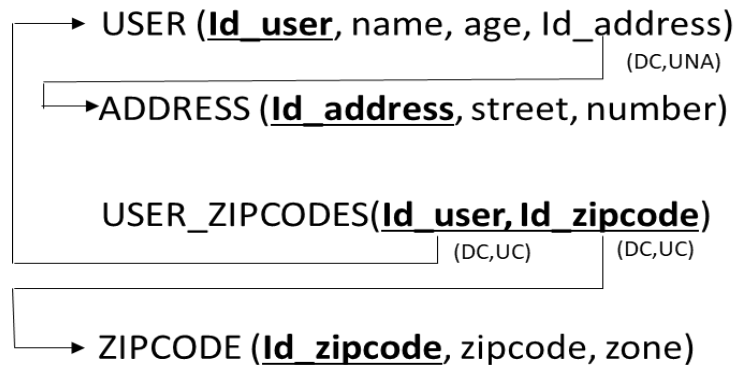 USER (Id_user, name, age, Id_address)
(DC,UNA)
ADDRESS (Id_address, street, number)
USER_ZIPCODES(Id_user, Id_zipcode)
(DC,UC) (DC,UC)
ZIPCODE (Id_zipcode, zipcode, zone)